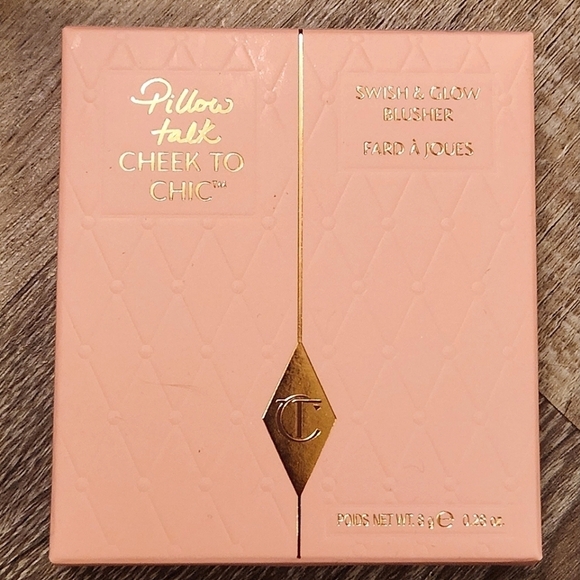 Pillow
talk
CHEEK TO
CHIC™
SWISH & GLOW
BLUSHER
FARD À JOUES
CT
POIDS NET WT. 8 g ℮ 0.28 oz.